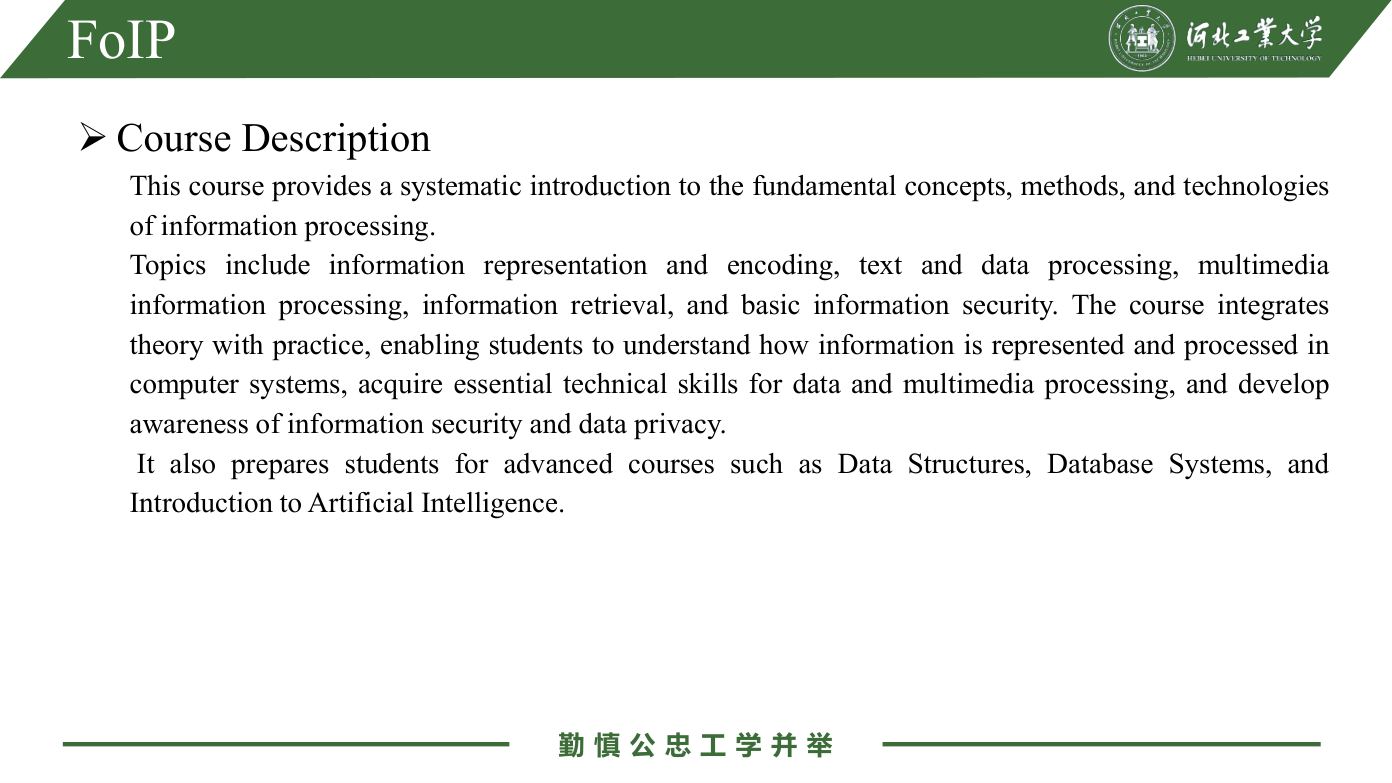 FoIP
河北工业大学
HEBEI UNIVERSITY OF TECHNOLOGY
➢ Course Description
This course provides a systematic introduction to the fundamental concepts, methods, and technologies
of information processing.
Topics include information representation and encoding, text and data processing, multimedia
information processing, information retrieval, and basic information security. The course integrates
theory with practice, enabling students to understand how information is represented and processed in
computer systems, acquire essential technical skills for data and multimedia processing, and develop
awareness of information security and data privacy.
It also prepares students for advanced courses such as Data Structures, Database Systems, and
Introduction to Artificial Intelligence.
勤慎公忠工学并举